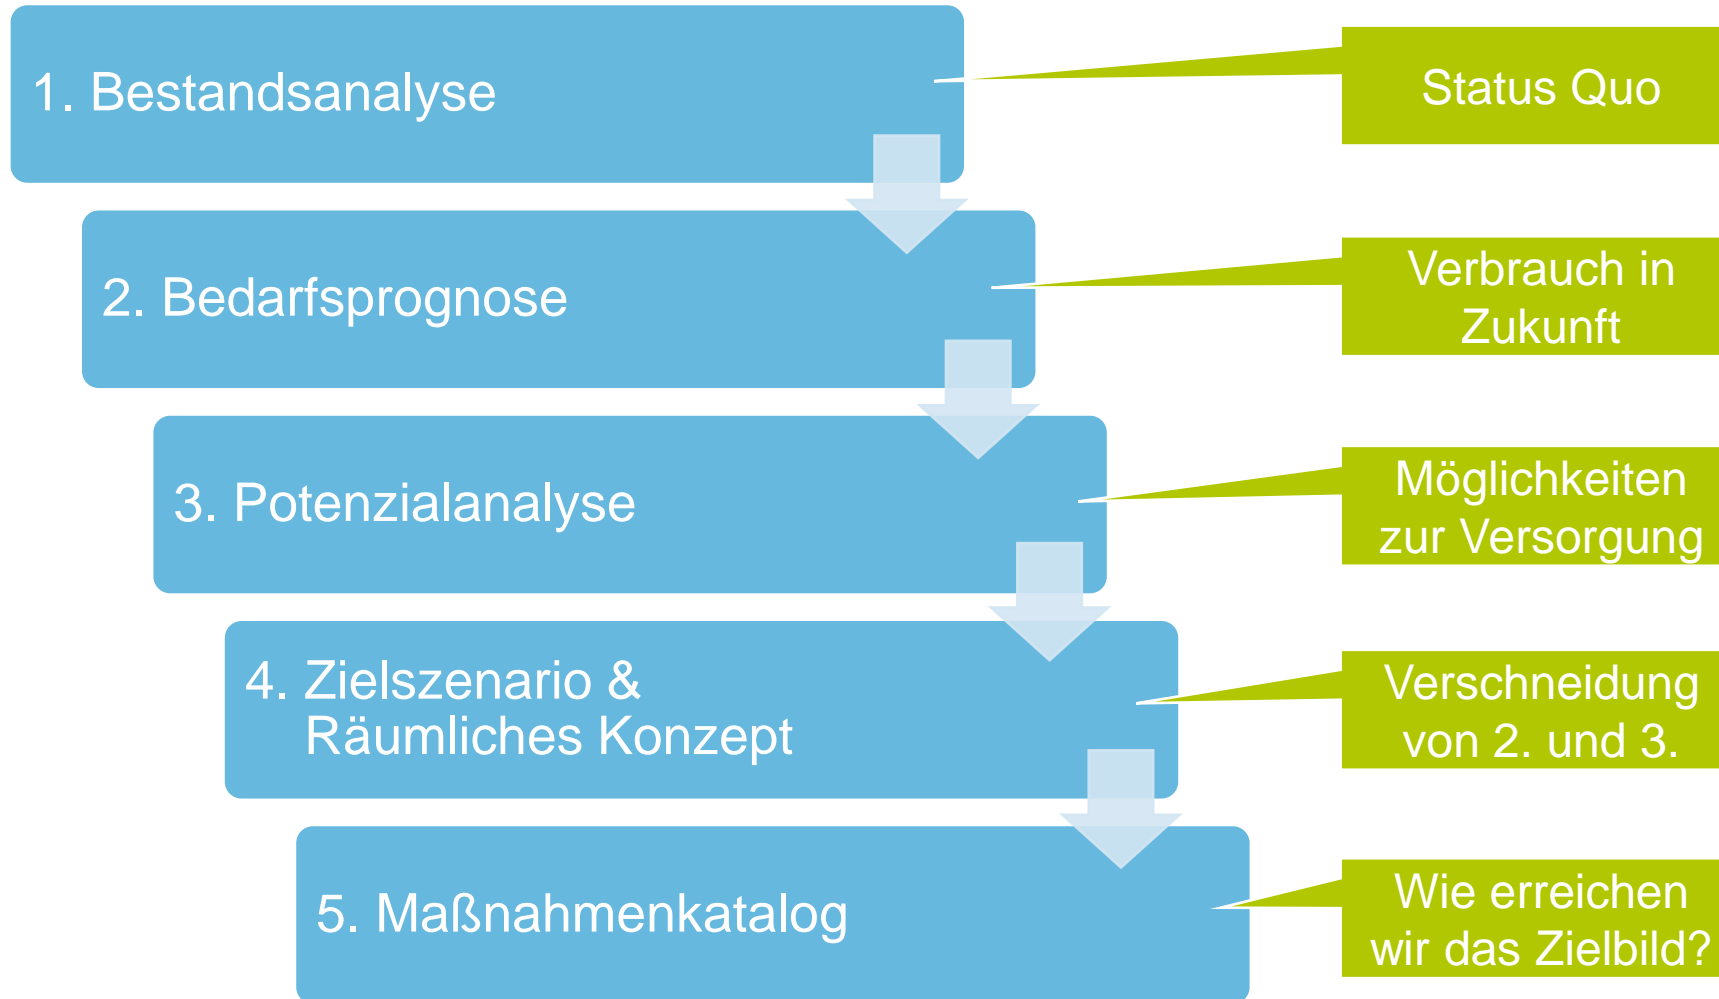 1. Bestandsanalyse
Status Quo
2. Bedarfsprognose
Verbrauch in
Zukunft
3. Potenzialanalyse
Möglichkeiten
zur Versorgung
4. Zielszenario &
Räumliches Konzept
Verschneidung
von 2. und 3.
5. Maßnahmenkatalog
Wie erreichen
wir das Zielbild?